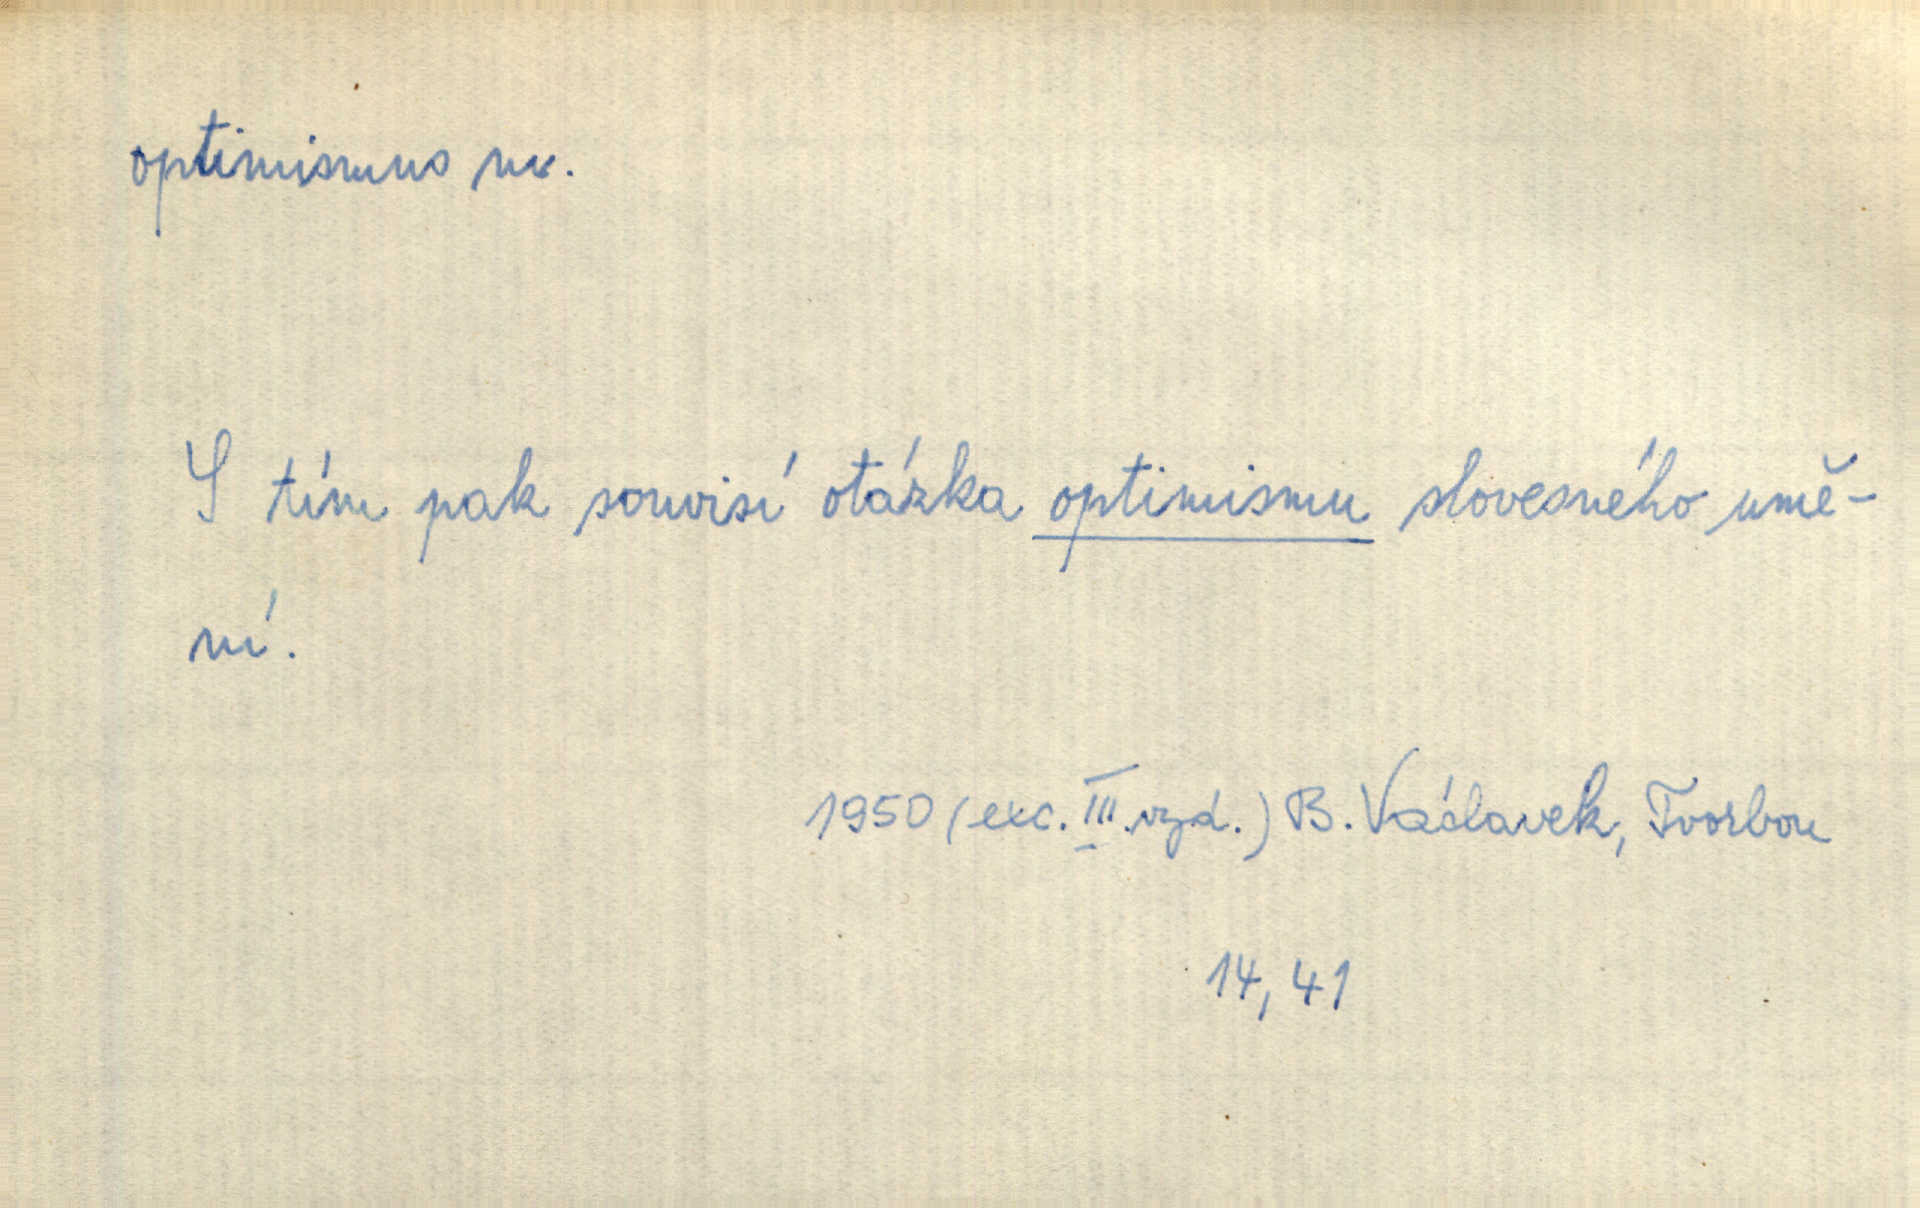 optimismus m.
S tím pak souvisí otázka optimismu slovesného umě-
ní.
1950 (exc. III. vyd.) B. Václavek, Tvorbou
14, 41